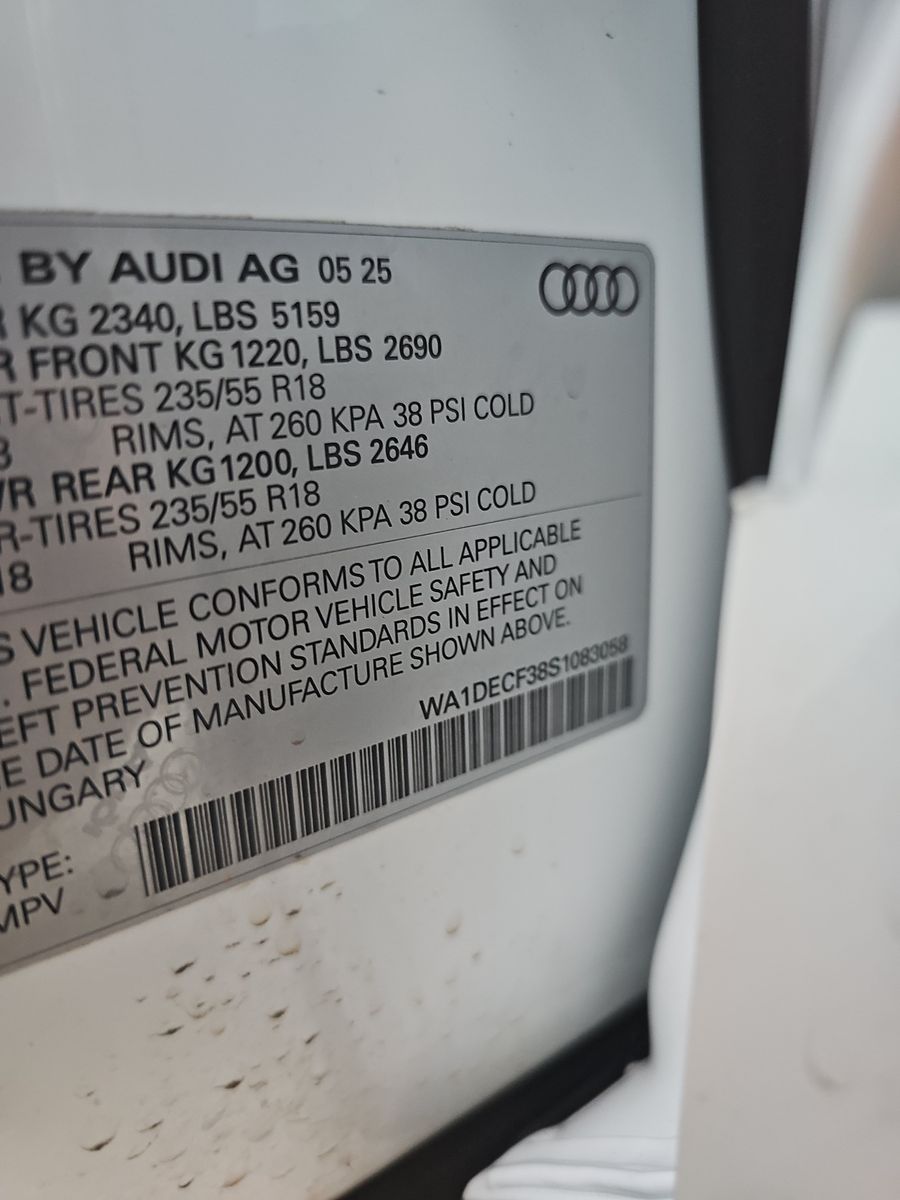 BY AUDI AG 05 25
KG 2340, LBS 5159
R FRONT KG 1220, LBS 2690
T-TIRES 235/55 R18
RIMS, AT 260 KPA 38 PSI COLD
R REAR KG 1200, LBS 2646
R-TIRES 235/55 R18
18 RIMS, AT 260 KPA 38 PSI COLD
S VEHICLE CONFORMS TO ALL APPLICABLE
. FEDERAL MOTOR VEHICLE SAFETY AND
EFT PREVENTION STANDARDS IN EFFECT ON
E DATE OF MANUFACTURE SHOWN ABOVE.
WA1DECF38S1083058
UNGARY
YPE:
MPV